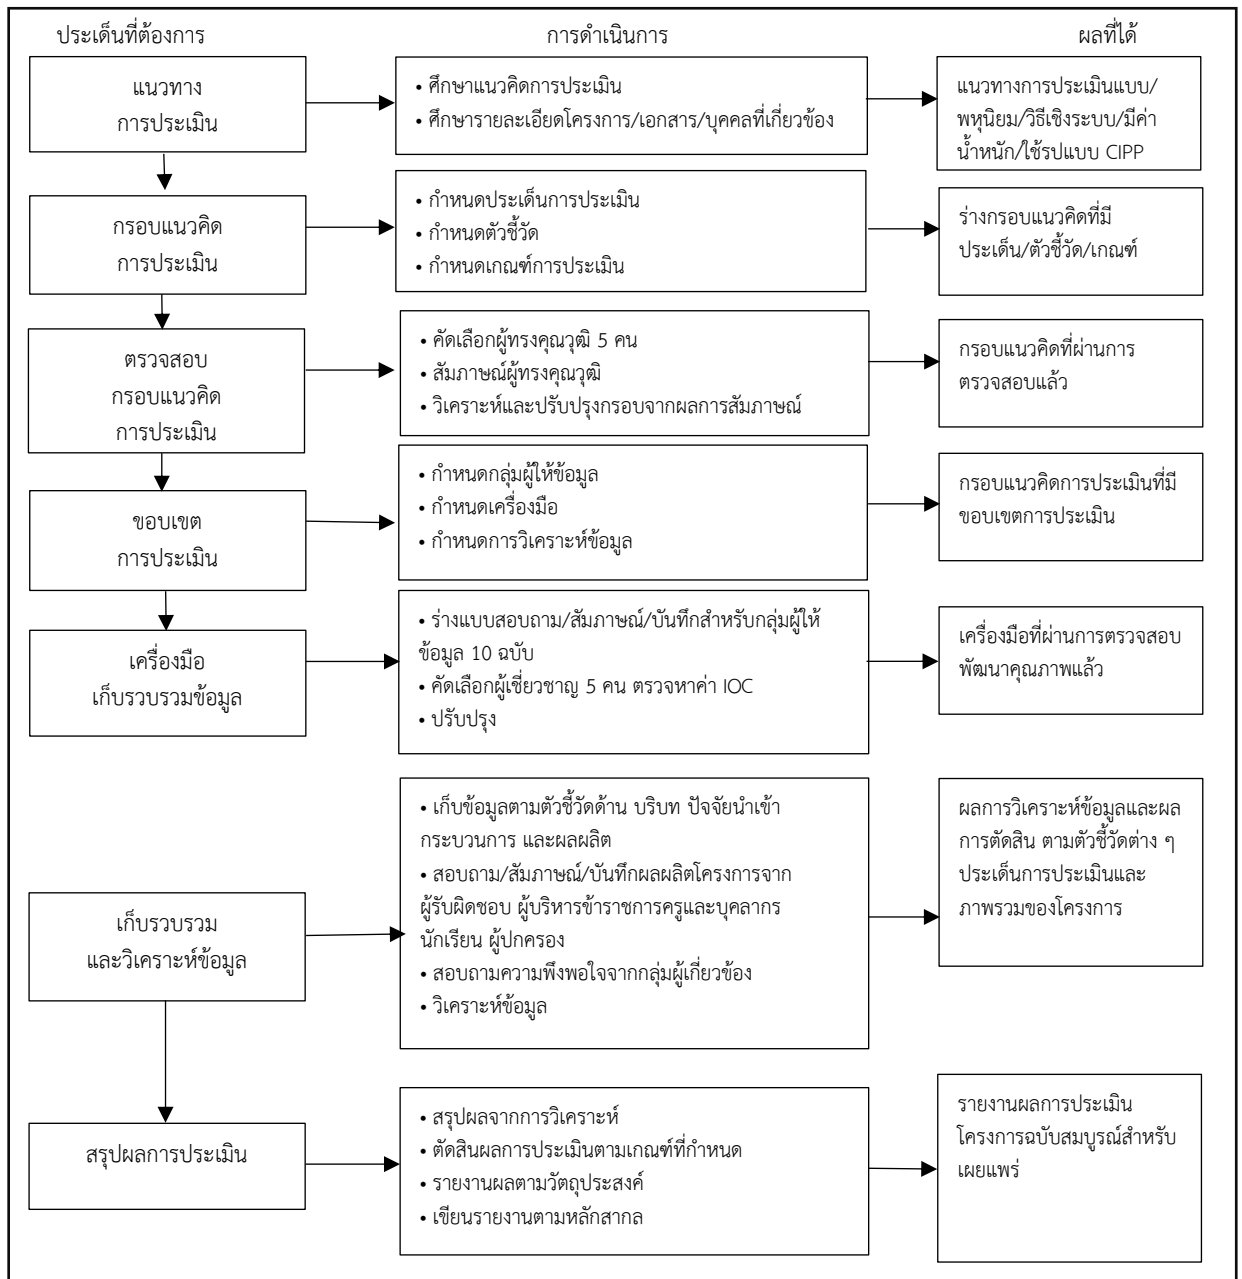 ประเด็นที่ต้องการ
การดำเนินการ
ผลที่ได้
แนวทาง
การประเมิน
• ศึกษาแนวคิดการประเมิน
• ศึกษารายละเอียดโครงการ/เอกสาร/บุคคลที่เกี่ยวข้อง
แนวทางการประเมินแบบ/
พหุนิยม/วิธีเชิงระบบ/มีค่า
น้ำหนัก/ใช้รปแบบ CIPP
กรอบแนวคิด
การประเมิน
• กำหนดประเด็นการประเมิน
• กำหนดตัวชี้วัด
• กำหนดเกณฑ์การประเมิน
ร่างกรอบแนวคิดที่มี
ประเด็น/ตัวชี้วัด/เกณฑ์
ตรวจสอบ
กรอบแนวคิด
การประเมิน
• คัดเลือกผู้ทรงคุณวุฒิ 5 คน
• สัมภาษณ์ผู้ทรงคุณวุฒิ
• วิเคราะห์และปรับปรุงกรอบจากผลการสัมภาษณ์
กรอบแนวคิดที่ผ่านการ
ตรวจสอบแล้ว
ขอบเขต
การประเมิน
• กำหนดกลุ่มผู้ให้ข้อมูล
• กำหนดเครื่องมือ
• กำหนดการวิเคราะห์ข้อมูล
กรอบแนวคิดการประเมินที่มี
ขอบเขตการประเมิน
เครื่องมือ
เก็บรวบรวมข้อมูล
• ร่างแบบสอบถาม/สัมภาษณ์/บันทึกสำหรับกลุ่มผู้ให้
ข้อมูล 10 ฉบับ
• คัดเลือกผู้เชี่ยวชาญ 5 คน ตรวจหาค่า IOC
• ปรับปรุง
เครื่องมือที่ผ่านการตรวจสอบ
พัฒนาคุณภาพแล้ว
เก็บรวบรวม
และวิเคราะห์ข้อมูล
• เก็บข้อมูลตามตัวชี้วัดด้าน บริบท ปัจจัยนำเข้า
กระบวนการ และผลผลิต
• สอบถาม/สัมภาษณ์/บันทึกผลผลิตโครงการจาก
ผู้รับผิดชอบ ผู้บริหารข้าราชการครูและบุคลากร
นักเรียน ผู้ปกครอง
• สอบถามความพึงพอใจจากกลุ่มผู้เกี่ยวข้อง
• วิเคราะห์ข้อมูล
ผลการวิเคราะห์ข้อมูลและผล
การตัดสิน ตามตัวชี้วัดต่าง ๆ
ประเด็นการประเมินและ
ภาพรวมของโครงการ
สรุปผลการประเมิน
• สรุปผลจากการวิเคราะห์
• ตัดสินผลการประเมินตามเกณฑ์ที่กำหนด
• รายงานผลตามวัตถุประสงค์
• เขียนรายงานตามหลักสากล
รายงานผลการประเมิน
โครงการฉบับสมบูรณ์สำหรับ
เผยแพร่